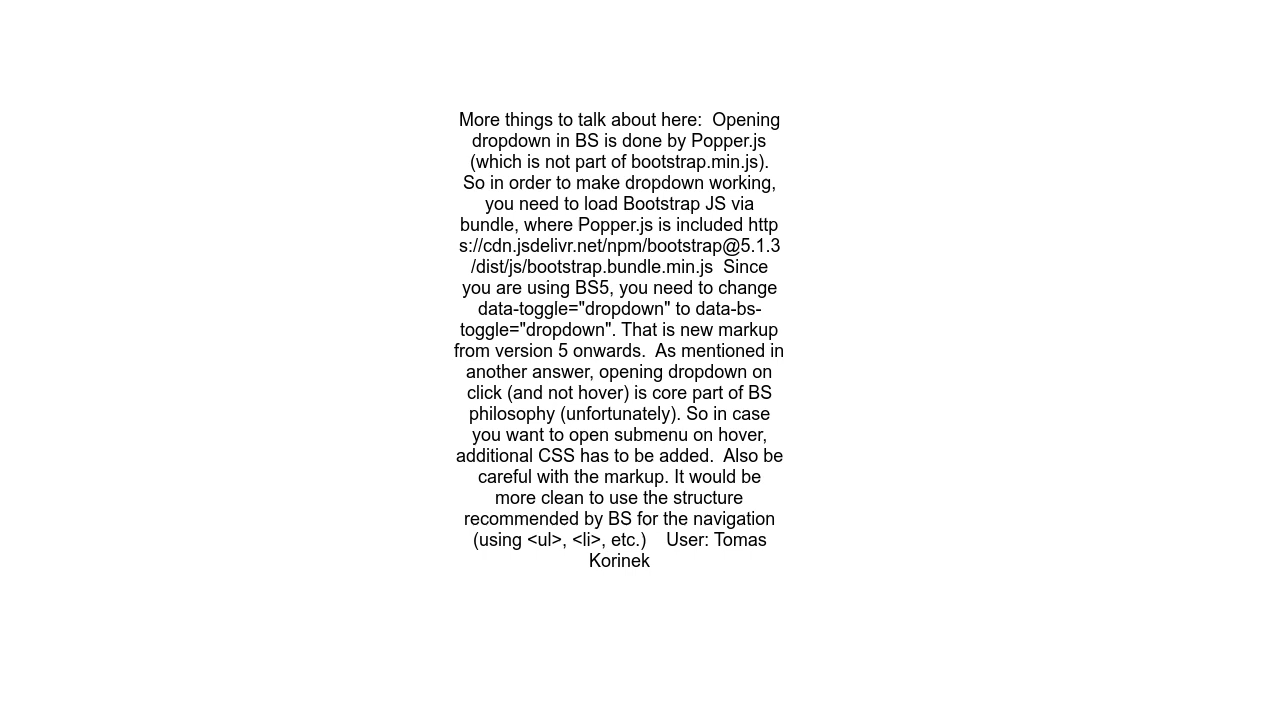 More things to talk about here:  Opening
dropdown in BS is done by Popper.js
(which is not part of bootstrap.min.js).
So in order to make dropdown working,
you need to load Bootstrap JS via
bundle, where Popper.js is included http
s://cdn.jsdelivr.net/npm/bootstrap@5.1.3
/dist/js/bootstrap.bundle.min.js  Since
you are using BS5, you need to change
data-toggle="dropdown" to data-bs-
toggle="dropdown". That is new markup
from version 5 onwards.  As mentioned in
another answer, opening dropdown on
click (and not hover) is core part of BS
philosophy (unfortunately). So in case
you want to open submenu on hover,
additional CSS has to be added.  Also be
careful with the markup. It would be
more clean to use the structure
recommended by BS for the navigation
(using <ul>, <li>, etc.)    User: Tomas
Korinek